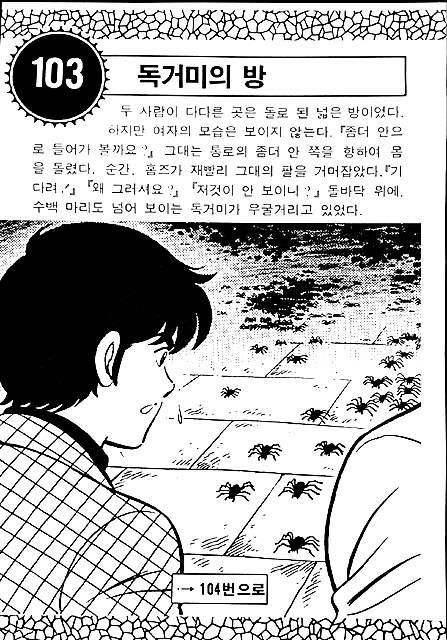 103
독거미의 방
두 사람이 다다른 곳은 돌로 된 넓은 방이었다.
하지만 여자의 모습은 보이지 않는다. 『좀더 안으
로 들어가 볼까요?』 그대는 통로의 좀더 안 쪽을 향하여 몸
을 돌렸다. 순간, 홈즈가 재빨리 그대의 팔을 거머잡았다.『기
다려!』 『왜 그러셔요?』 『저것이 안 보이니?』 돌바닥 위에,
수백 마리도 넘어 보이는 독거미가 우굴거리고 있었다.
→ 104번으로